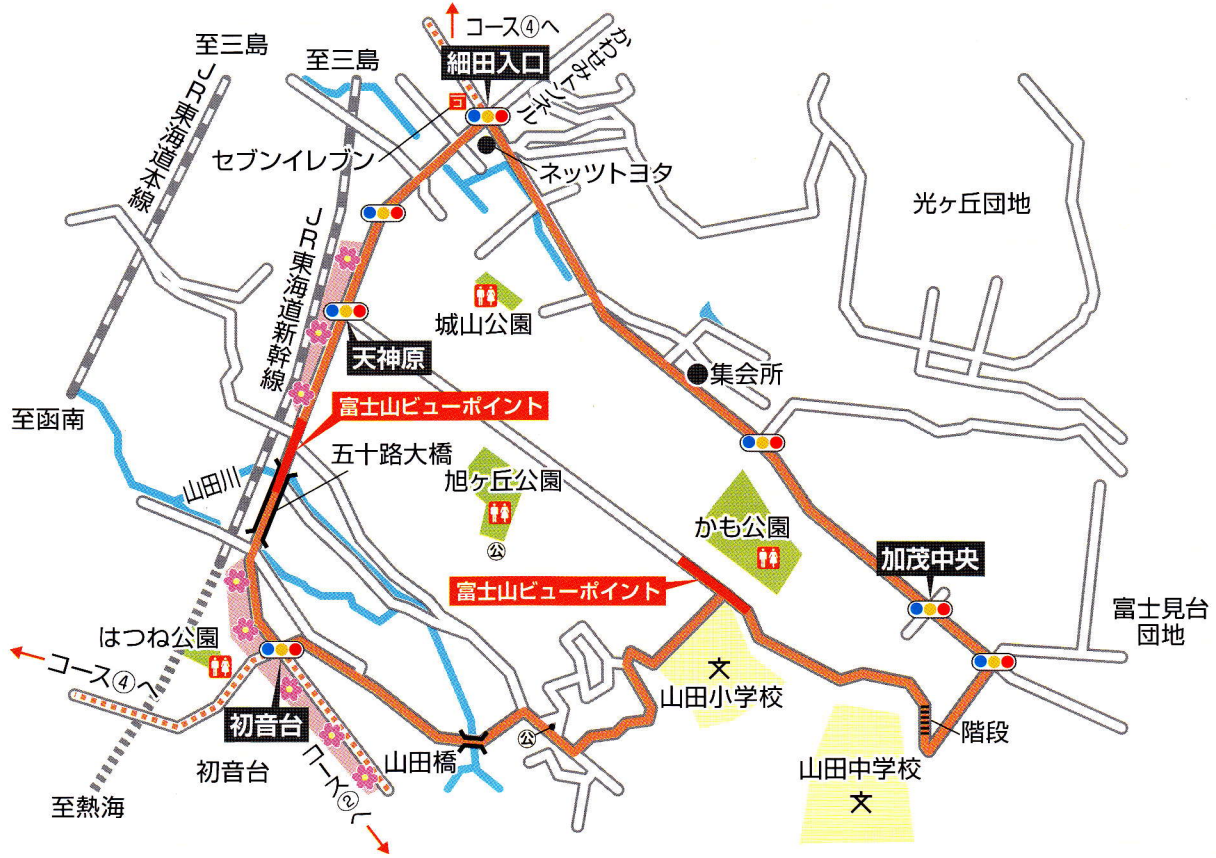 コース④へ
至三島
至三島
細田入口
かわせみトンネル
JR東海道本線
セブンイレブン
ネッツトヨタ
光ヶ丘団地
JR東海道新幹線
城山公園
天神原
集会所
至函南
富士山ビューポイント
五十路大橋
山田川
旭ヶ丘公園
公
かも公園
富士山ビューポイント
加茂中央
富士見台
団地
はつね公園
コース④へ
初音台
文
山田小学校
階段
公
山田橋
初音台
コース②へ
山田中学校
文
至熱海